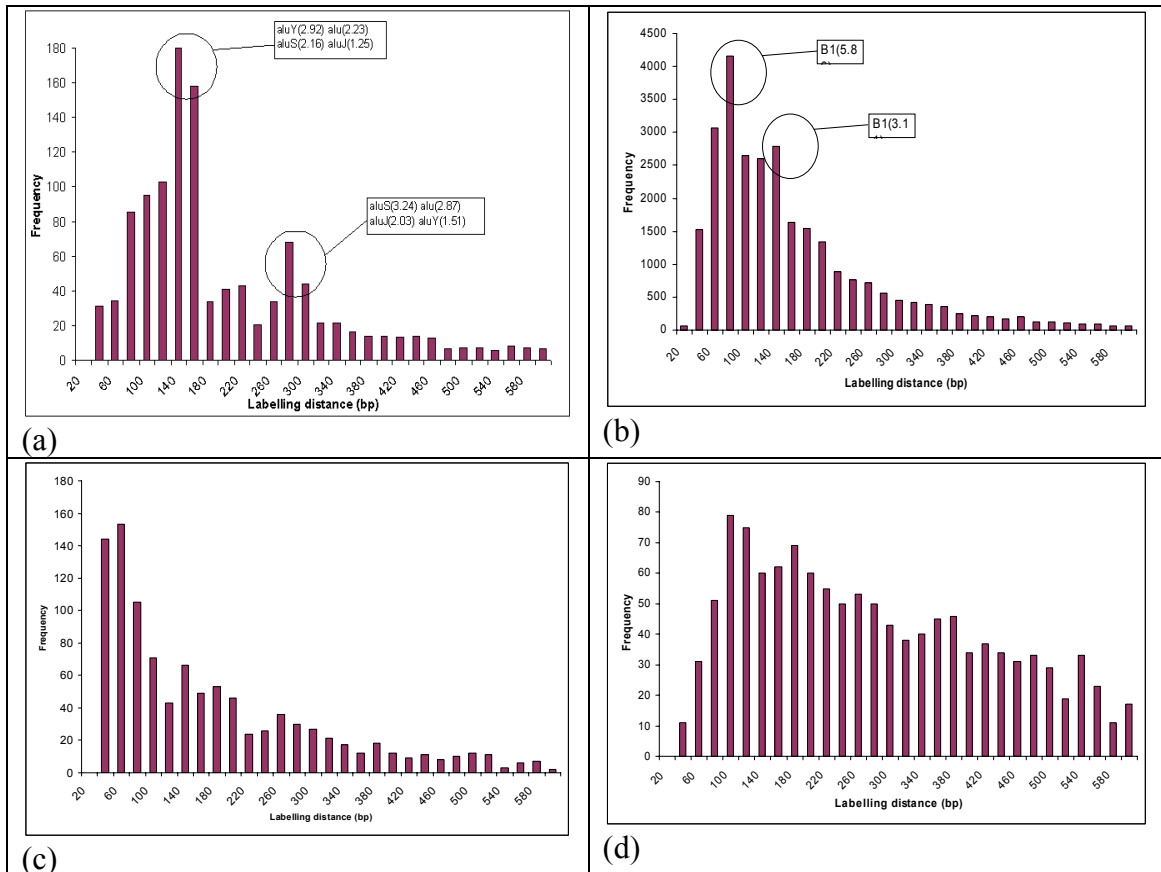 aluY(2.92) alu(2.23)
aluS(2.16) aluJ(1.25)
aluS(3.24) alu(2.87)
aluJ(2.03) aluY(1.51)
180
160
140
120
100
80
60
40
20
0
Frequency
20 60 100 140 180 220 260 300 340 380 420 460 500 540 580
Labelling distance (bp)
(a)
B1(5.8
B1(3.1
4500
4000
3500
3000
2500
2000
1500
1000
500
0
Frequency
20 60 100 140 180 220 260 300 340 380 420 460 500 540 580
Labelling distance (bp)
(b)
180
160
140
120
100
80
60
40
20
0
Frequency
20 60 100 140 180 220 260 300 340 380 420 460 500 540 580
Labelling distance (bp)
(c)
90
80
70
60
50
40
30
20
10
0
Frequency
20 60 100 140 180 220 260 300 340 380 420 460 500 540 580
Labelling distance (bp)
(d)